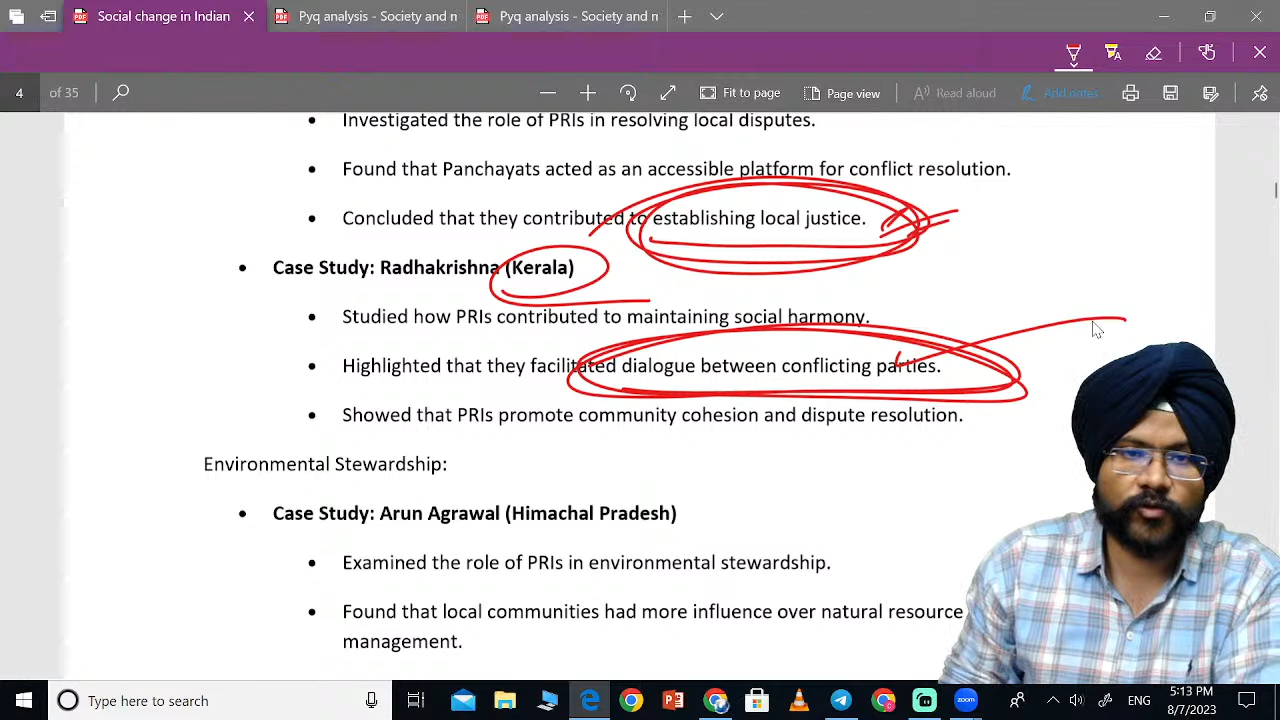 Social change in Indian
Pyq analysis - Society and n
Pyq analysis - Society and n
4 of 35
Fit to page
Page view
Read aloud
Add notes
• Investigated the role of PRIs in resolving local disputes.
• Found that Panchayats acted as an accessible platform for conflict resolution.
• Concluded that they contributed to establishing local justice.
• Case Study: Radhakrishna (Kerala)
• Studied how PRIs contributed to maintaining social harmony.
• Highlighted that they facilitated dialogue between conflicting parties.
• Showed that PRIs promote community cohesion and dispute resolution.
Environmental Stewardship:
• Case Study: Arun Agrawal (Himachal Pradesh)
• Examined the role of PRIs in environmental stewardship.
• Found that local communities had more influence over natural resource
management.
Type here to search
zoom
ENG
5:13 PM
8/7/2023